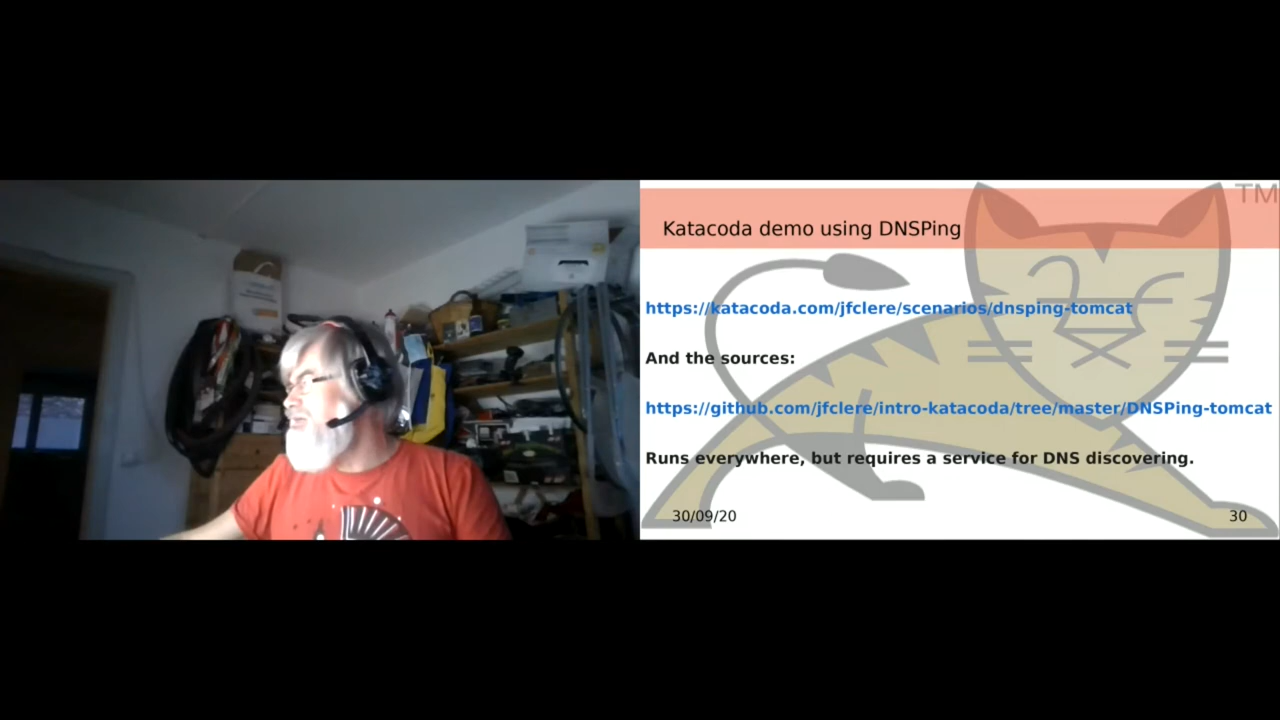 Katacoda demo using DNSPing
TM
https://katacoda.com/jfclere/scenarios/dnsping-tomcat
And the sources:
https://github.com/jfclere/intro-katacoda/tree/master/DNSPing-tomcat
Runs everywhere, but requires a service for DNS discovering.
30/09/20
30